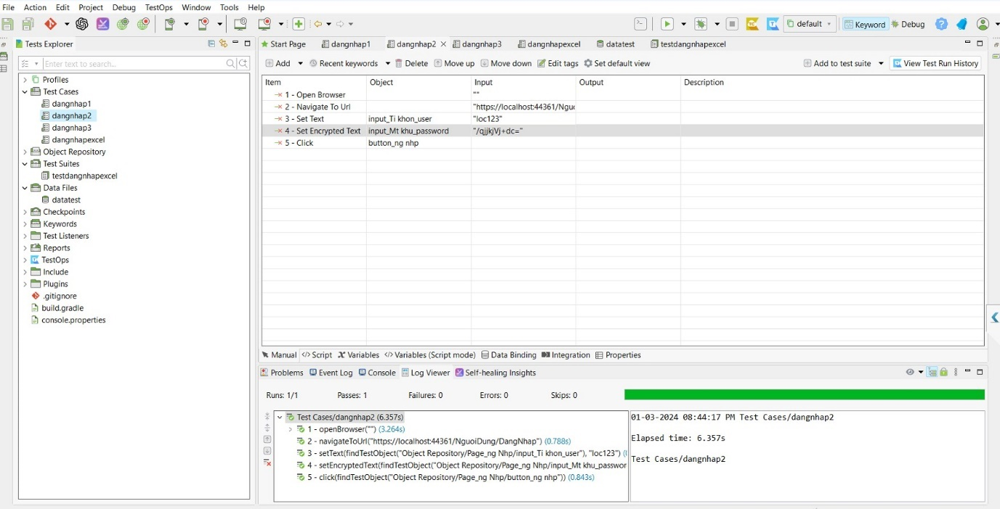 File Action Edit Project Debug TestOps Window Tools Help
default Keyword Debug
Tests Explorer
Enter text to search...
Profiles
Test Cases
dangnhap1
dangnhap2
dangnhap3
dangnhapexcel
Object Repository
Test Suites
testdangnhapexcel
Data Files
datatest
Checkpoints
Keywords
Test Listeners
Reports
TestOps
Include
Plugins
.gitignore
build.gradle
console.properties
Start Page dangnhap1 dangnhap2 dangnhap3 dangnhapexcel datatest testdangnhapexcel
Add Recent keywords Delete Move up Move down Edit tags Set default view Add to test suite View Test Run History
Item Object Input Output Description
1 - Open Browser ""
2 - Navigate To Url "https://localhost:44361/Nguo
3 - Set Text input_Ti khon_user "loc123"
4 - Set Encrypted Text input_Mt khu_password "/qjjkjVj+dc="
5 - Click button_ng nhp
Manual Script Variables Variables (Script mode) Data Binding Integration Properties
Problems Event Log Console Log Viewer Self-healing Insights
Runs: 1/1 Passes: 1 Failures: 0 Errors: 0 Skips: 0
Test Cases/dangnhap2 (6.357s)
1 - openBrowser("") (3.264s)
2 - navigateToUrl("https://localhost:44361/NguoiDung/DangNhap") (0.788s)
3 - setText(findTestObject("Object Repository/Page_ng Nhp/input_Ti khon_user"), "loc123") (
4 - setEncryptedText(findTestObject("Object Repository/Page_ng Nhp/input_Mt khu_passwor
5 - click(findTestObject("Object Repository/Page_ng Nhp/button_ng nhp")) (0.843s)
01-03-2024 08:44:17 PM Test Cases/dangnhap2
Elapsed time: 6.357s
Test Cases/dangnhap2